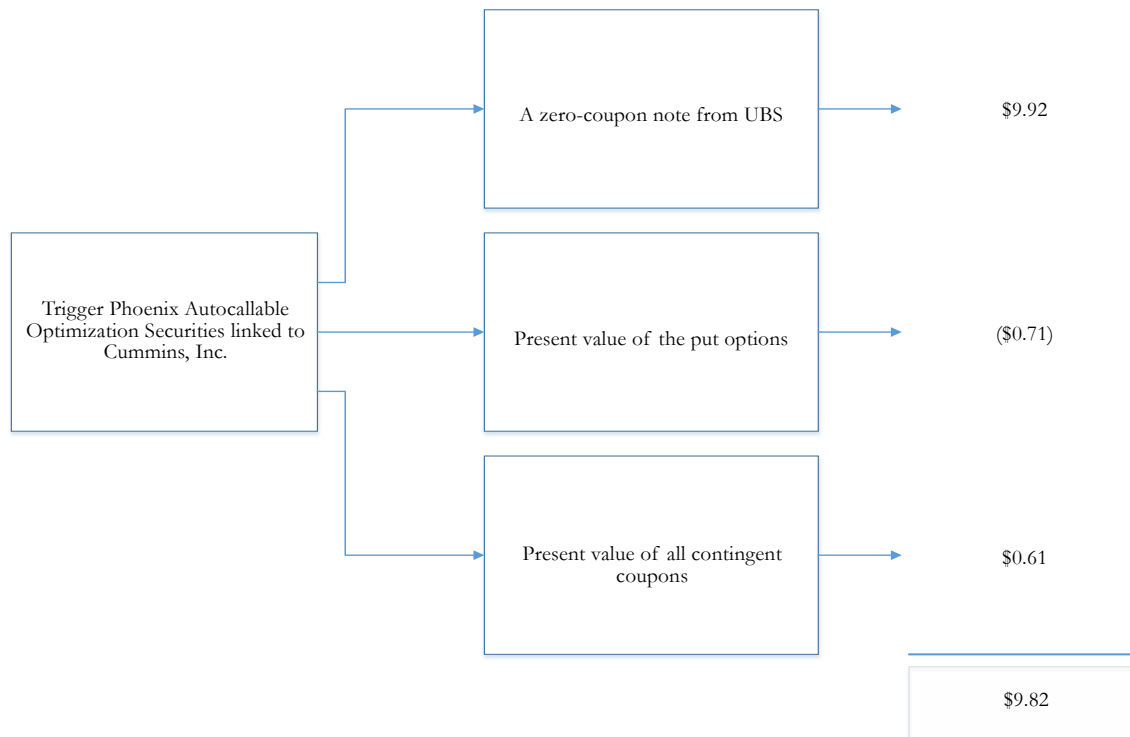 A zero-coupon note from UBS
$9.92
Trigger Phoenix Autocallable
Optimization Securities linked to
Cummins, Inc.
Present value of the put options
($0.71)
Present value of all contingent
coupons
$0.61
$9.82